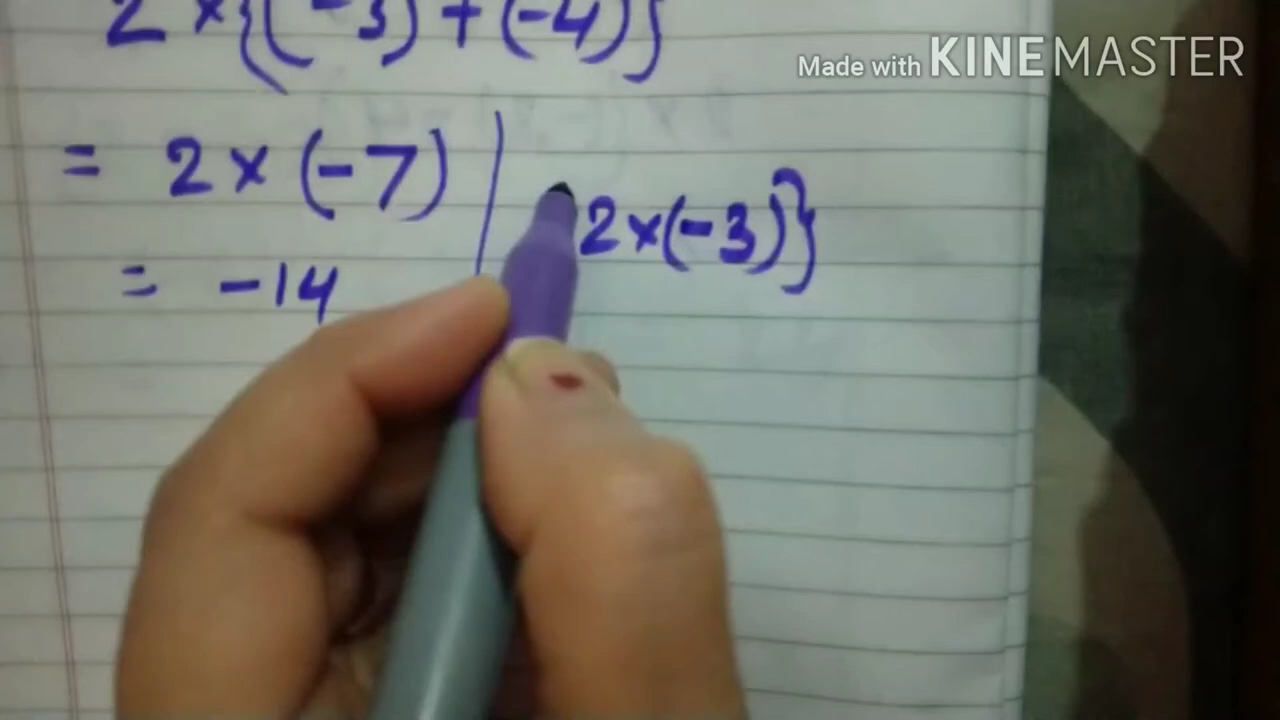 2 × {(-3) + (-4)}
Made with KINEMASTER
= 2 × (-7)
2 × (-3)}
= -14